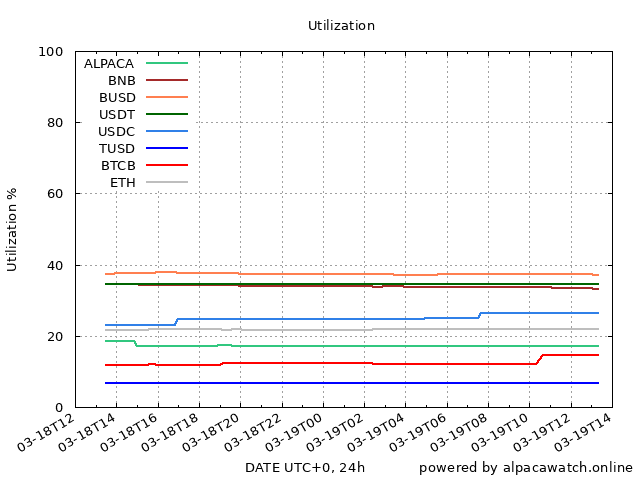 Utilization
100
80
60
40
20
0
Utilization %
ALPACA
BNB
BUSD
USDT
USDC
TUSD
BTCB
ETH
03-18T12
03-18T14
03-18T16
03-18T18
03-18T20
03-18T22
03-19T00
03-19T02
03-19T04
03-19T06
03-19T08
03-19T10
03-19T12
03-19T14
DATE UTC+0, 24h
powered by alpacawatch.online